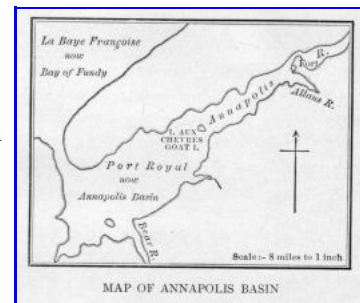 La Baye Françoise
now
Bay of Fundy
R.
Fort
Allans R.
Annapolis
I. AUX
CHEVRES
GOAT I.
Port Royal
now
Annapolis Basin
Bear R.
Scale:- 8 miles to 1 inch
MAP OF ANNAPOLIS BASIN